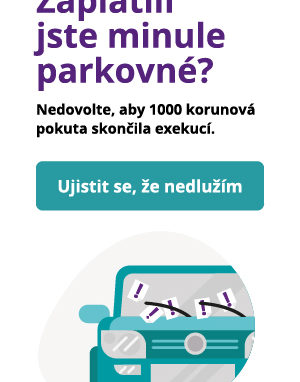 Zaplatili
jste minule
parkovné?
Nedovolte, aby 1000 korunová
pokuta skončila exekucí.
Ujistit se, že nedlužím
!
!
!
!
!